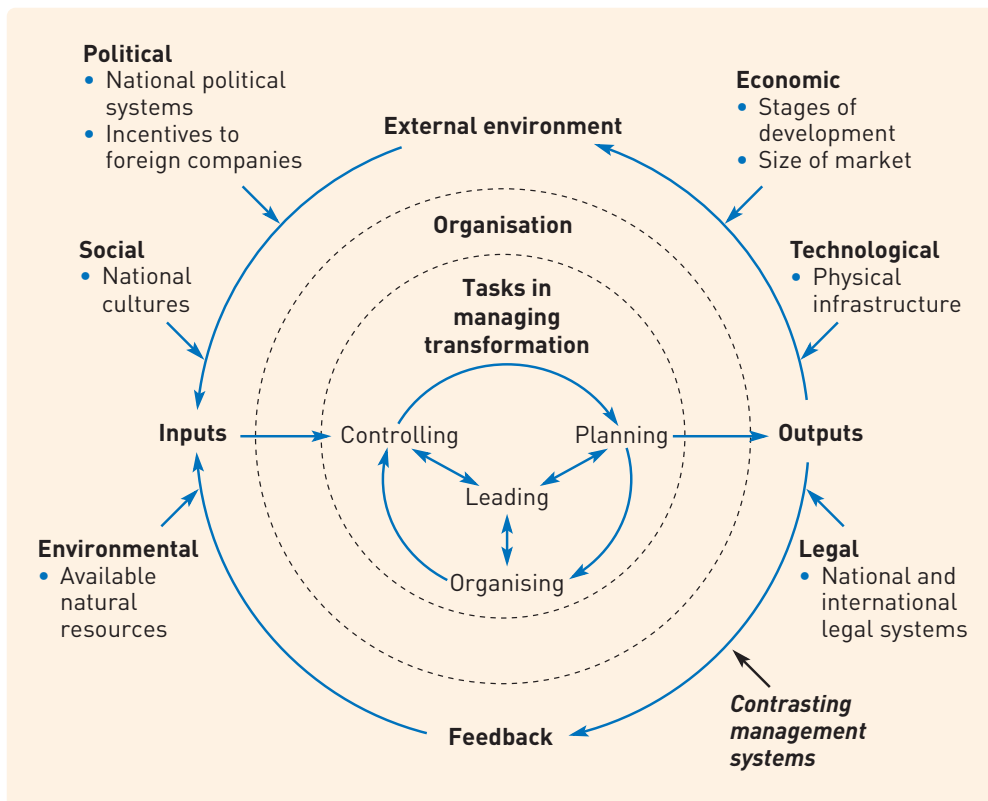 Political
• National political
systems
• Incentives to
foreign companies
Economic
• Stages of
development
• Size of market
External environment
Organisation
Social
• National
cultures
Technological
• Physical
infrastructure
Tasks in
managing
transformation
Inputs
Controlling
Planning
Outputs
Leading
Organising
Environmental
• Available
natural
resources
Legal
• National and
international
legal systems
Contrasting
management
systems
Feedback